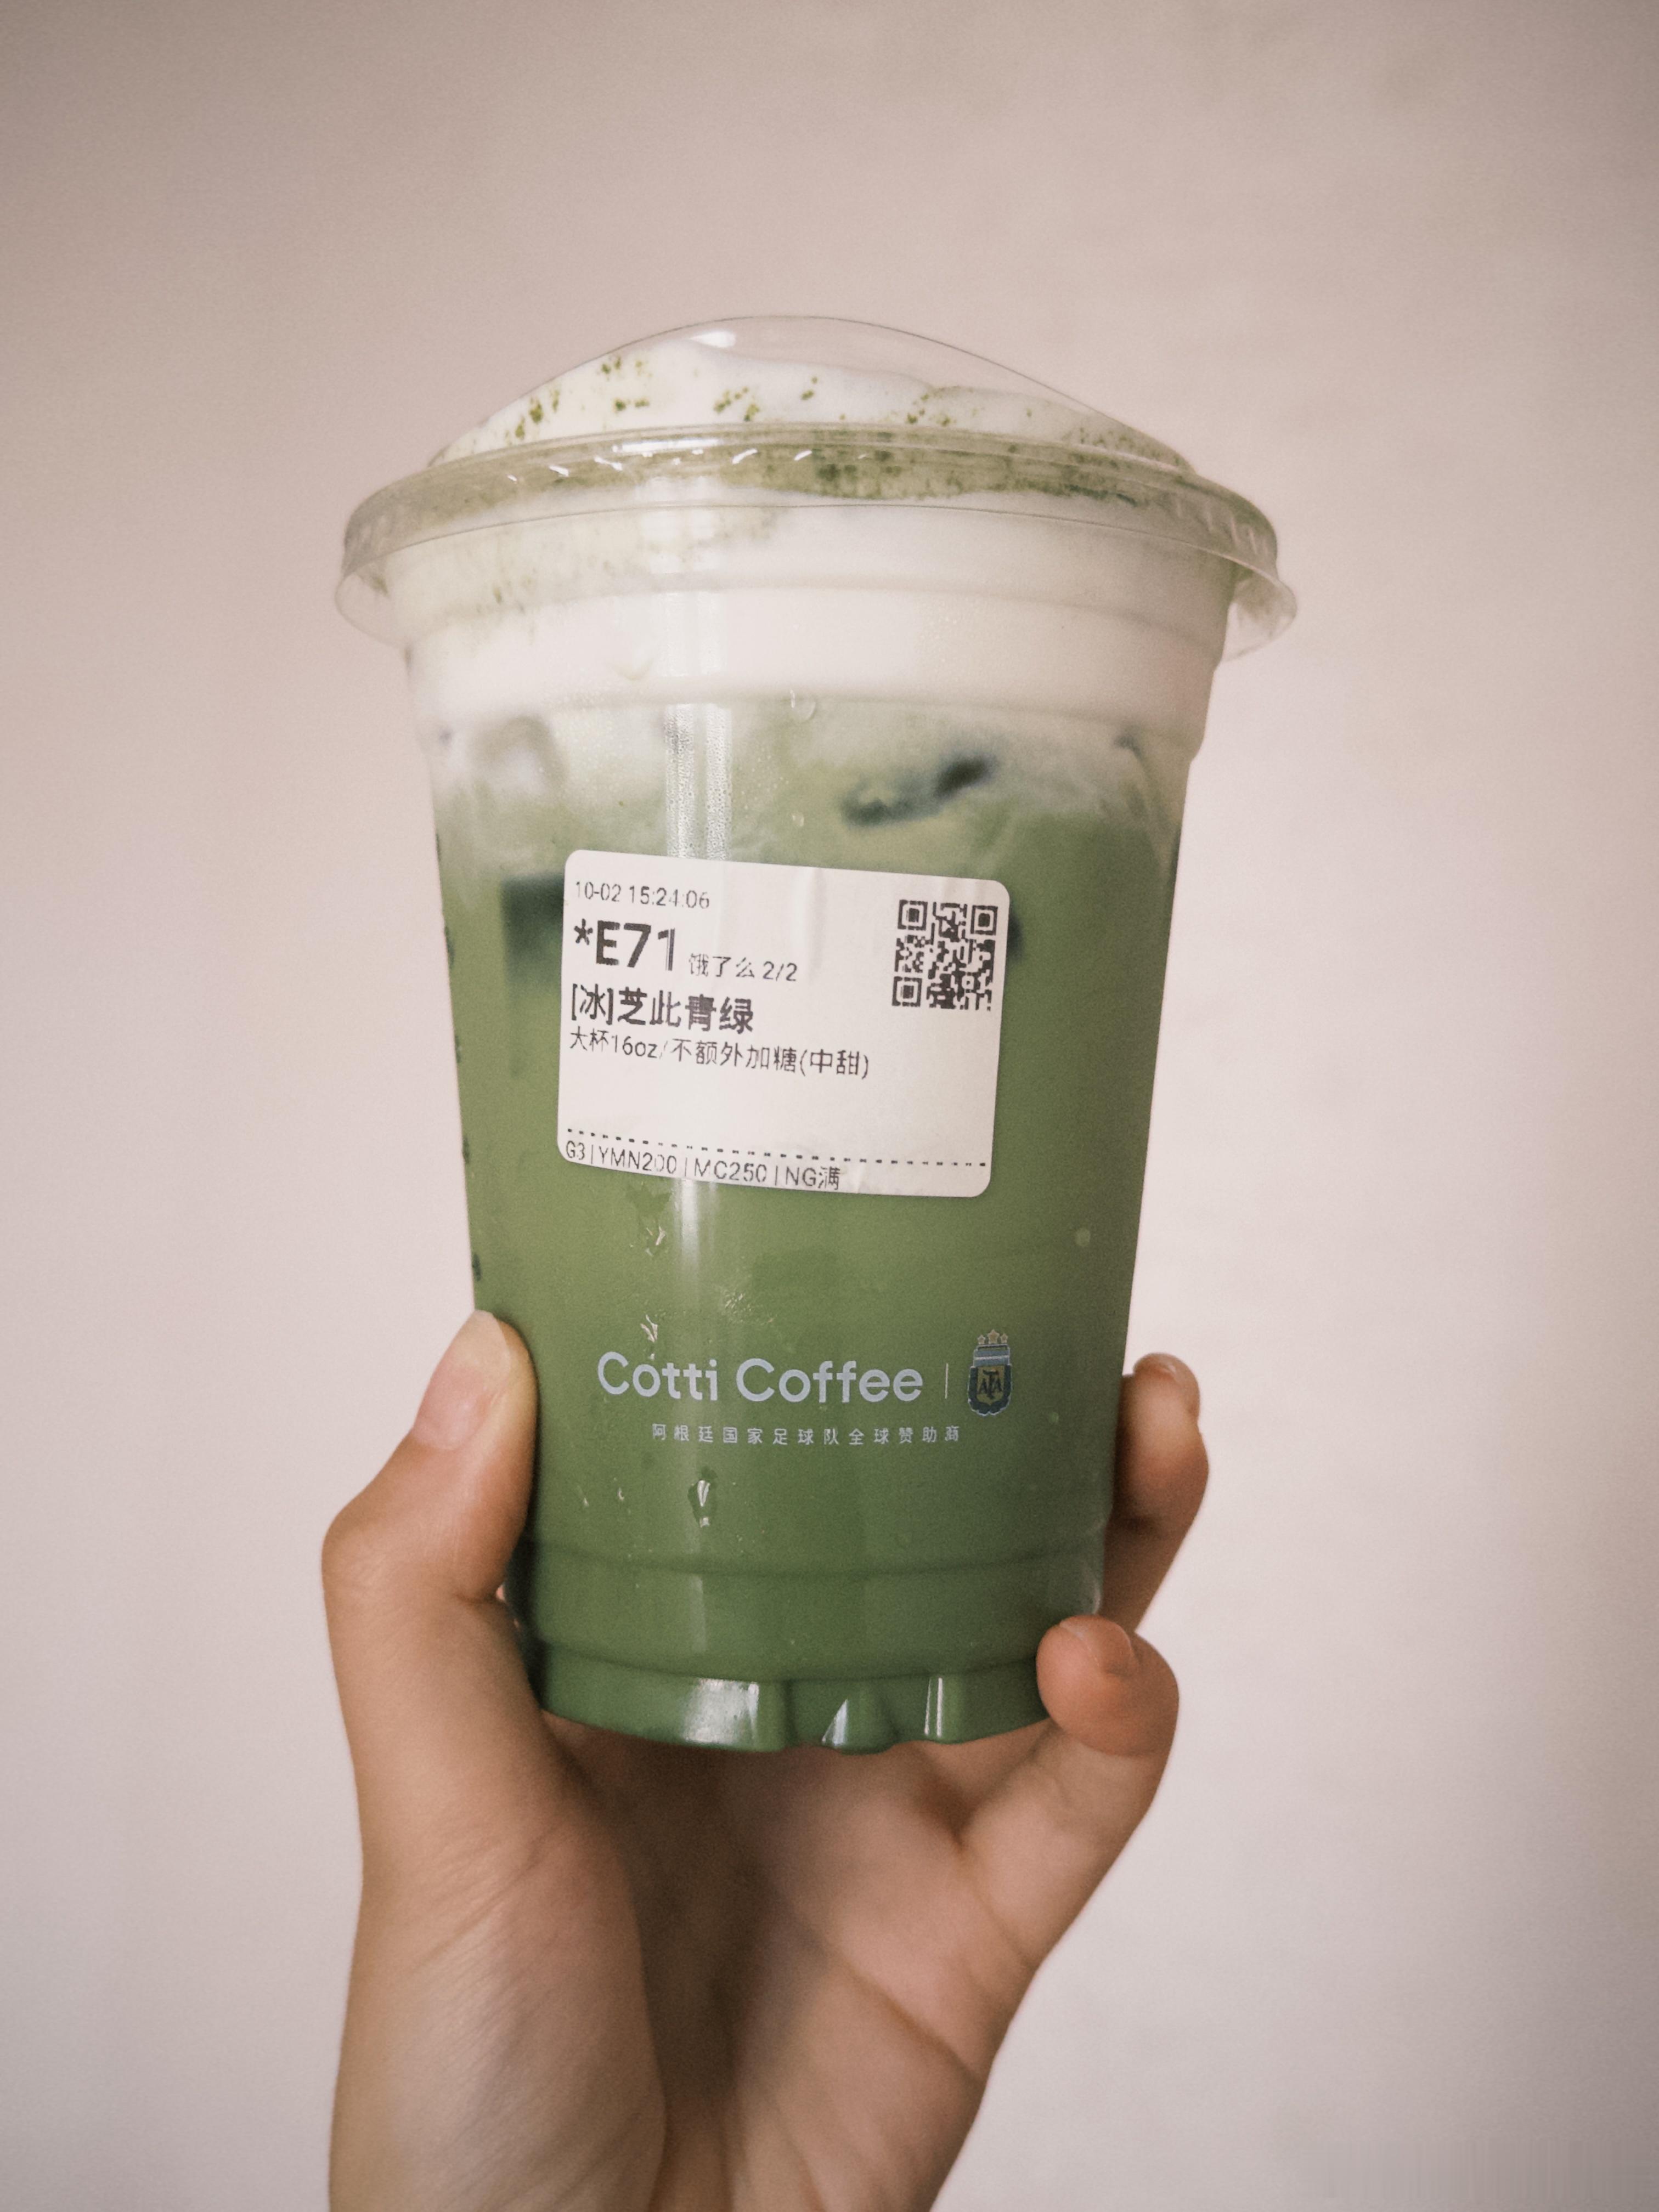 10-02 15:24:06
*E71 饿了么 2/2
[冰]芝此青绿
大杯16oz/不额外加糖(中甜)
G3|YMN200|MC250|NG满
Cotti Coffee | AFA
阿根廷国家足球队全球赞助商